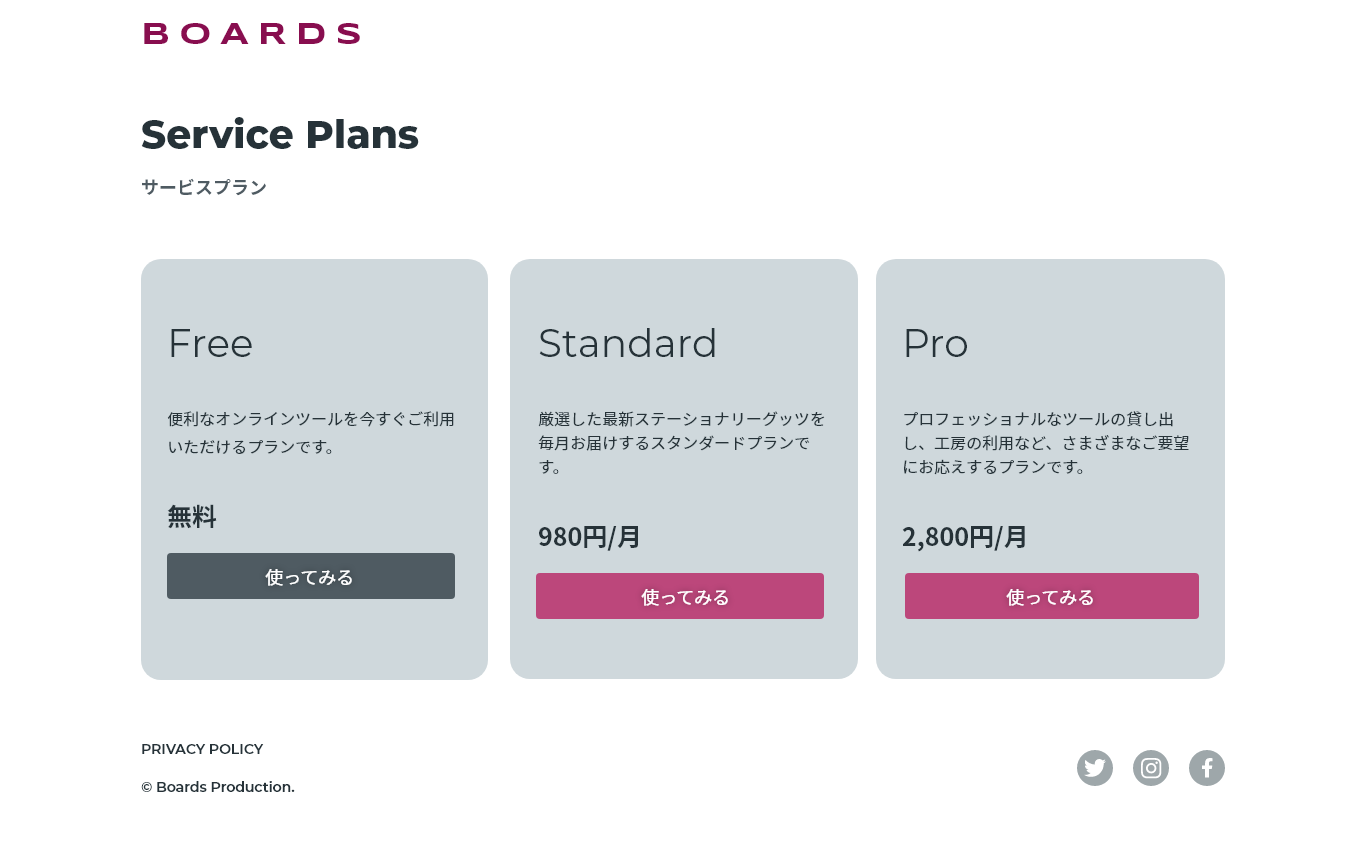 BOARDS
Service Plans
サービスプラン
Free
便利なオンラインツールを今すぐご利用
いただけるプランです。
無料
使ってみる
Standard
厳選した最新ステーショナリーグッツを
毎月お届けするスタンダードプランで
す。
980円/月
使ってみる
Pro
プロフェッショナルなツールの貸し出
し、工房の利用など、さまざまなご要望
にお応えするプランです。
2,800円/月
使ってみる
PRIVACY POLICY
© Boards Production.